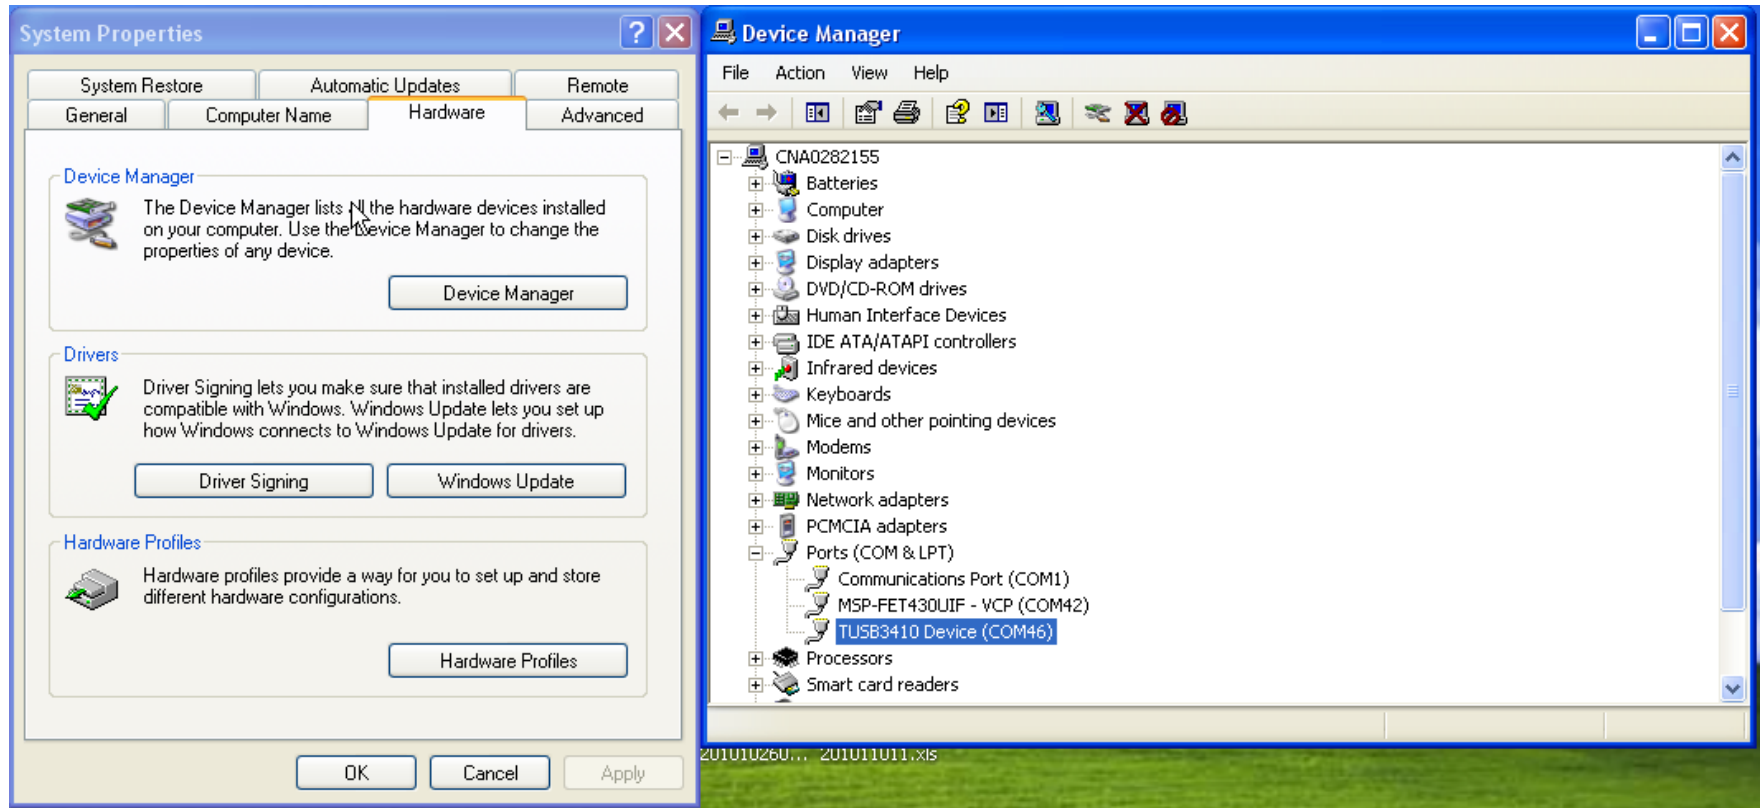 System Properties
System Restore
Automatic Updates
Remote
General
Computer Name
Hardware
Advanced
Device Manager
The Device Manager lists all the hardware devices installed
on your computer. Use the Device Manager to change the
properties of any device.
Device Manager
Drivers
Driver Signing lets you make sure that installed drivers are
compatible with Windows. Windows Update lets you set up
how Windows connects to Windows Update for drivers.
Driver Signing
Windows Update
Hardware Profiles
Hardware profiles provide a way for you to set up and store
different hardware configurations.
Hardware Profiles
OK
Cancel
Apply
Device Manager
File Action View Help
CNA0282155
Batteries
Computer
Disk drives
Display adapters
DVD/CD-ROM drives
Human Interface Devices
IDE ATA/ATAPI controllers
Infrared devices
Keyboards
Mice and other pointing devices
Modems
Monitors
Network adapters
PCMCIA adapters
Ports (COM & LPT)
Communications Port (COM1)
MSP-FET430UIF - VCP (COM42)
TUSB3410 Device (COM46)
Processors
Smart card readers
201010260... 201011011.xls